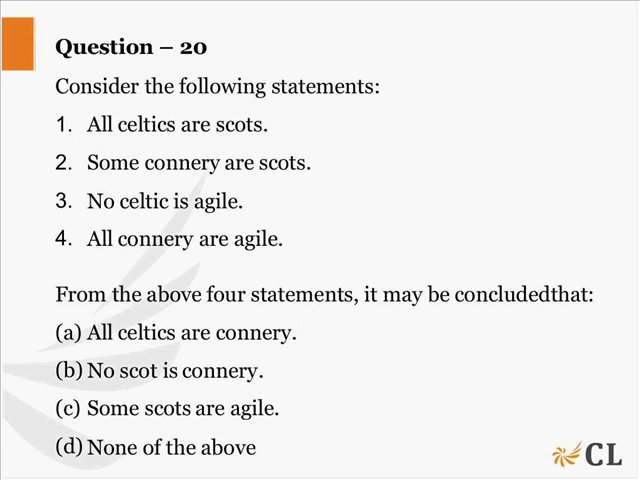 Question – 20
Consider the following statements:
1. All celtics are scots.
2. Some connery are scots.
3. No celtic is agile.
4. All connery are agile.
From the above four statements, it may be concludedthat:
(a) All celtics are connery.
(b) No scot is connery.
(c) Some scots are agile.
(d) None of the above
CL